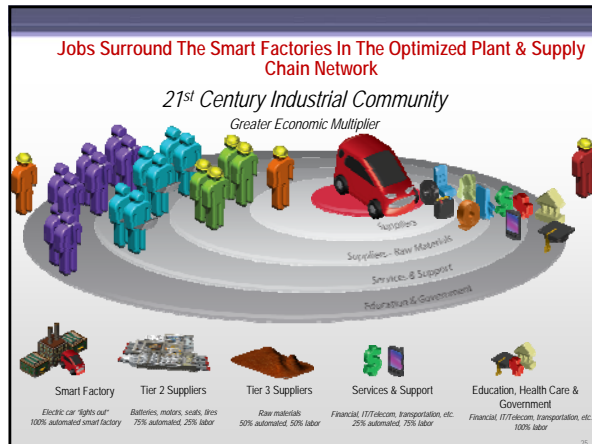 Jobs Surround The Smart Factories In The Optimized Plant & Supply
Chain Network
21st Century Industrial Community
Greater Economic Multiplier
Suppliers
Suppliers - Raw Materials
Services & Support
Education & Government
Smart Factory
Electric car "lights out"
100% automated smart factory
Tier 2 Suppliers
Batteries, motors, seats, tires
75% automated, 25% labor
Tier 3 Suppliers
Raw materials
50% automated, 50% labor
Services & Support
Financial, IT/Telecom, transportation, etc.
25% automated, 75% labor
Education, Health Care &
Government
Financial, IT/Telecom, transportation, etc.
100% labor